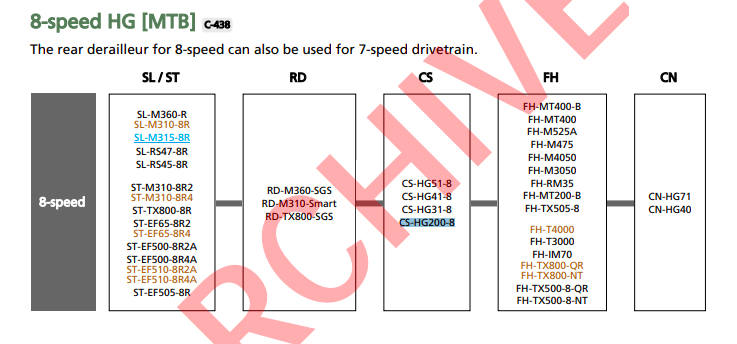 8-speed HG [MTB] C-438
The rear derailleur for 8-speed can also be used for 7-speed drivetrain.
SL / ST
RD
CS
FH
CN
8-speed
SL-M360-R
SL-M310-8R
SL-M315-8R
SL-RS47-8R
SL-RS45-8R
ST-M310-8R2
ST-M310-8R4
ST-TX800-8R
ST-EF65-8R2
ST-EF65-8R4
ST-EF500-8R2A
ST-EF500-8R4A
ST-EF510-8R2A
ST-EF510-8R4A
ST-EF505-8R
RD-M360-SGS
RD-M310-Smart
RD-TX800-SGS
CS-HG51-8
CS-HG41-8
CS-HG31-8
CS-HG200-8
FH-MT400-B
FH-MT400
FH-M525A
FH-M475
FH-M4050
FH-M3050
FH-RM35
FH-MT200-B
FH-TX505-8
FH-T4000
FH-T3000
FH-IM70
FH-TX800-QR
FH-TX800-NT
FH-TX500-8-QR
FH-TX500-8-NT
CN-HG71
CN-HG40
RCHIVE